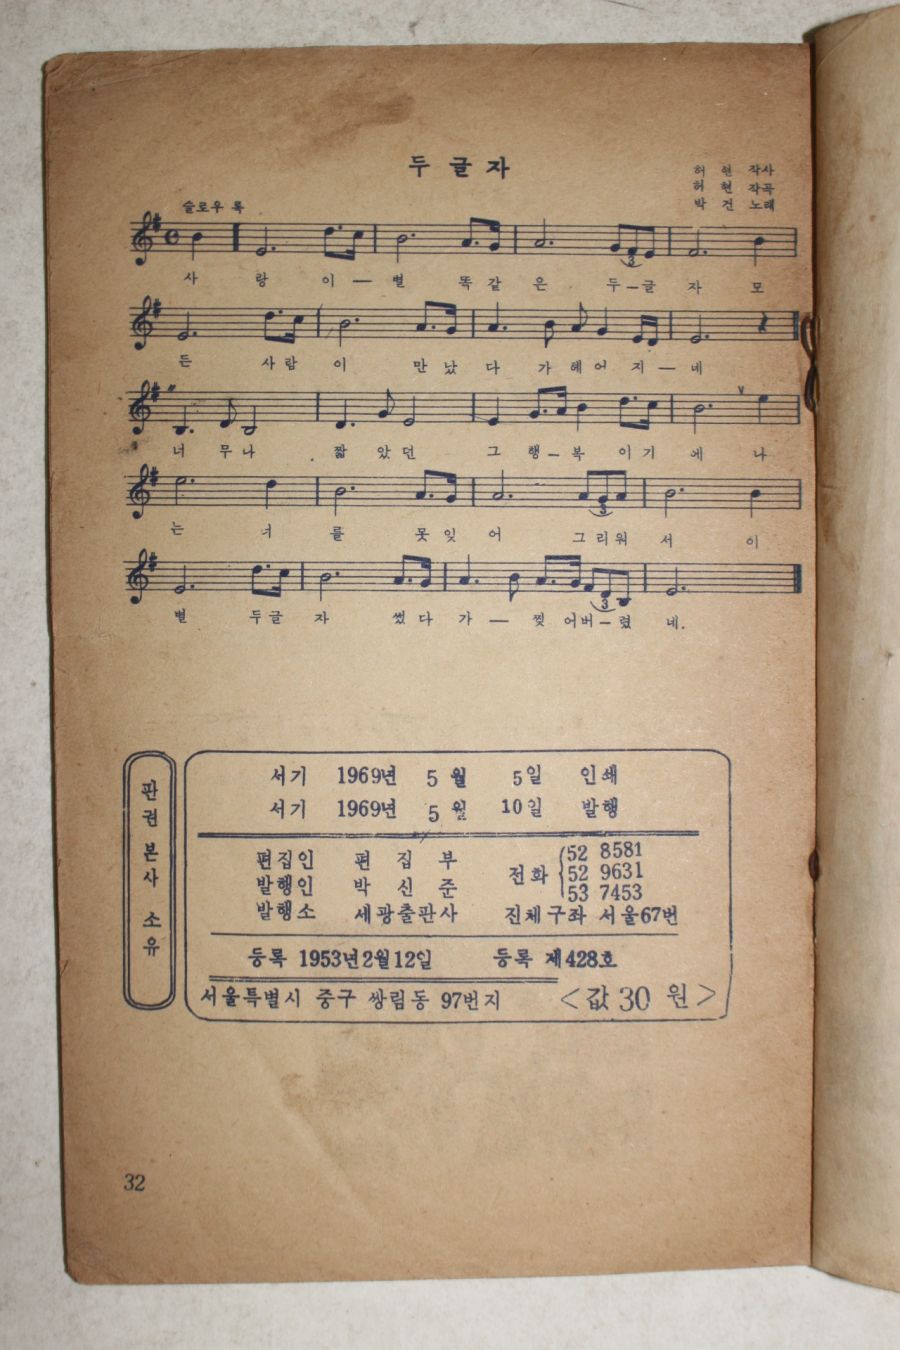 두 글 자
허 현 작사
허 현 작곡
박 건 노래
슬로우 록
사 랑 이 — 별 똑 같 은 두 — 글 자 모
3
든 사 람 이 만 났 다 가 헤 어 지 — 네
너 무 나 짧 았 던 그 행 — 복 이 기 에 나
는 너 를 못 잊 어 그 리 워 서 이
3
별 두 글 자 썼 다 가 — 찢 어 버 — 렸 네.
3
판권 본사 소유
서기 1969년 5월 5일 인쇄
서기 1969년 5월 10일 발행
편집인 편 집 부
발행인 박 신 준
발행소 세광출판사
전화 52 8581
52 9631
53 7453
진체구좌 서울67번
등록 1953년2월12일 등록 제428호
서울특별시 중구 쌍림동 97번지 <값 30 원>
32